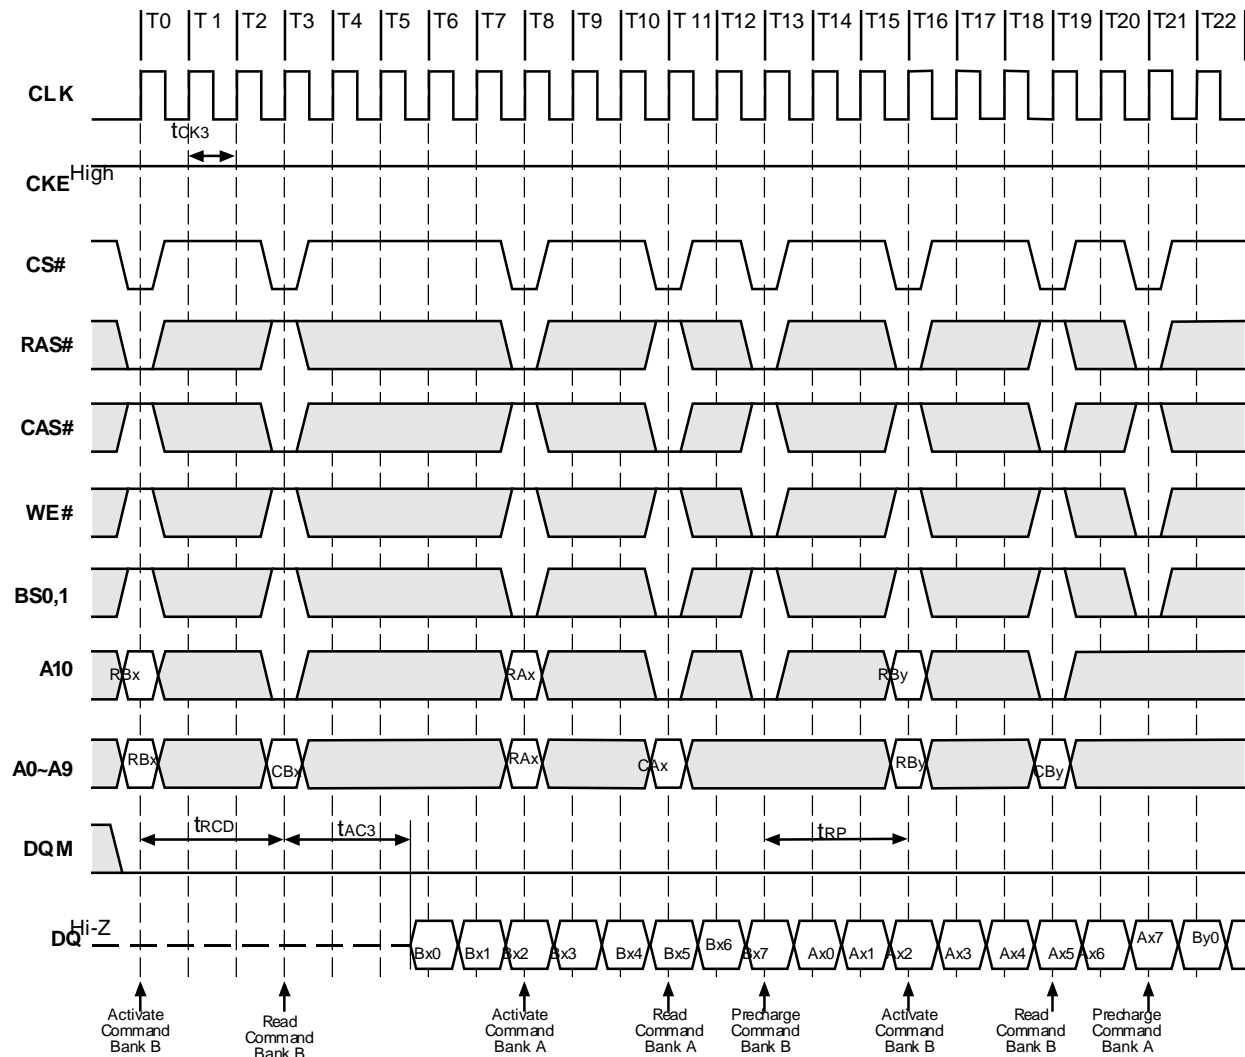 T0 T 1 T2 T3 T4 T5 T6 T7 T8 T9 T10 T 11 T12 T13 T15 T16 T17 T18 T19 T20 T21 T22
CLK
tCK3
High
CKE
CS#
RAS#
CAS#
WE#
BS0,1
A10
RBx RAx RBy
A0~A9
RBx CBx RAx CAx RBy CBy
tRCD tAC3 tRP
DQM
Hi-Z
DQ
Bx0 Bx1 Bx2 Bx3 Bx4 Bx5 Bx6 Bx7 Ax0 Ax1 Ax2 Ax3 Ax4 Ax5 Ax6 Ax7 By0
Activate
Command
Bank B
Read
Command
Bank B
Activate
Command
Bank A
Read
Command
Bank A
Precharge
Command
Bank B
Activate
Command
Bank B
Read
Command
Bank B
Precharge
Command
Bank A